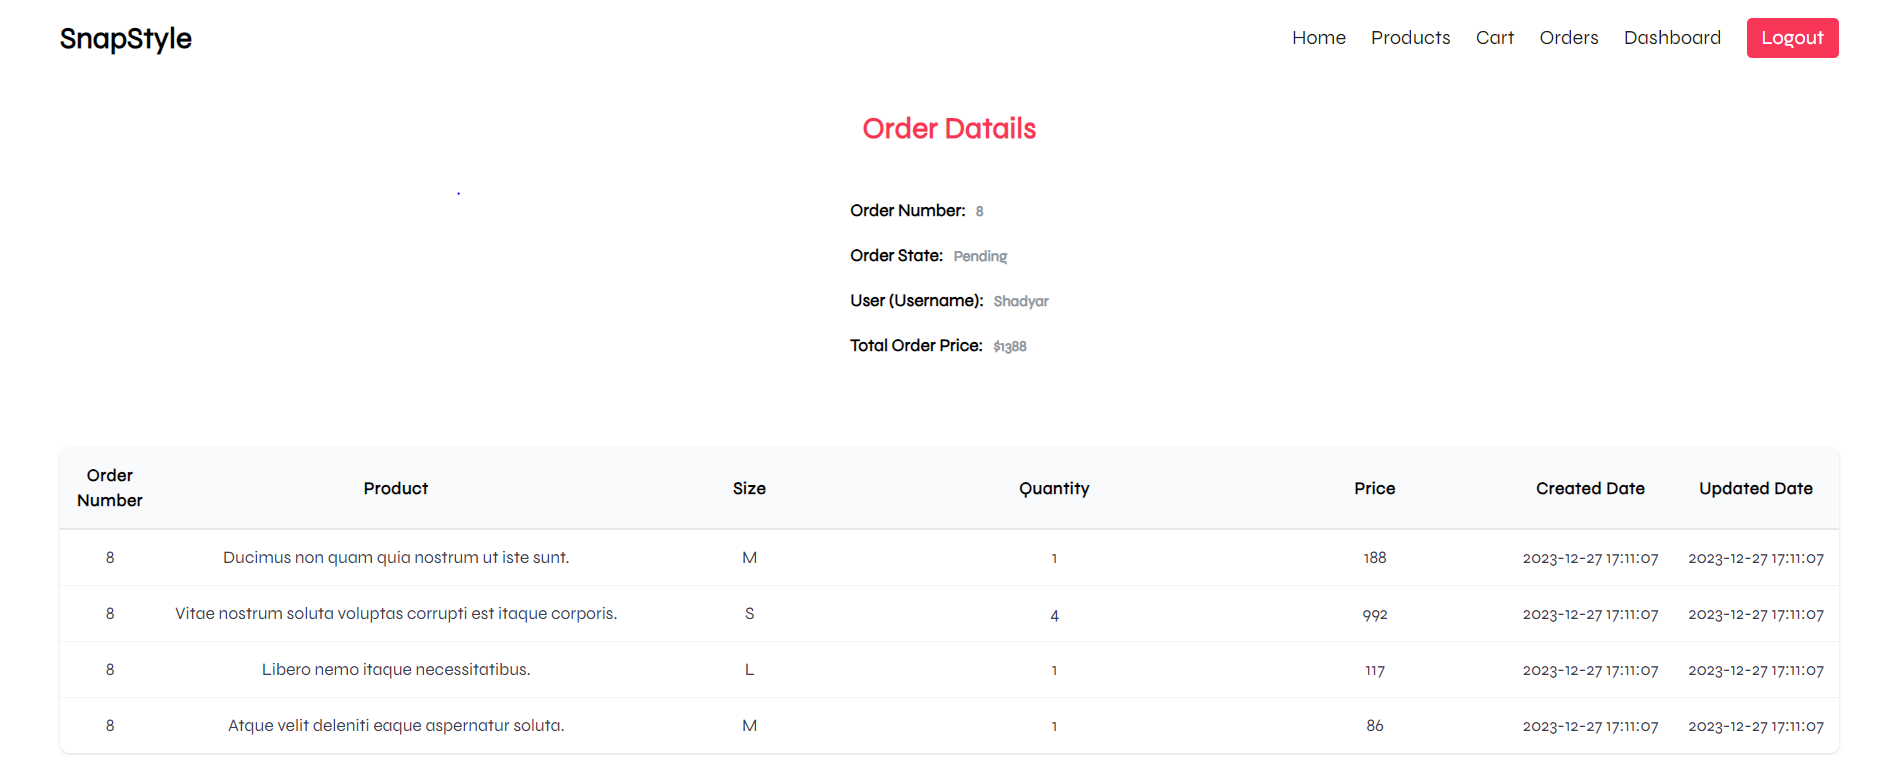 SnapStyle Home Products Cart Orders Dashboard Logout
Order Datails
Order Number: 8
Order State: Pending
User (Username): Shadyar
Total Order Price: $1388
Order Number Product Size Quantity Price Created Date Updated Date
8 Ducimus non quam quia nostrum ut iste sunt. M 1 188 2023-12-27 17:11:07 2023-12-27 17:11:07
8 Vitae nostrum soluta voluptas corrupti est itaque corporis. S 4 992 2023-12-27 17:11:07 2023-12-27 17:11:07
8 Libero nemo itaque necessitatibus. L 1 117 2023-12-27 17:11:07 2023-12-27 17:11:07
8 Atque velit deleniti eaque aspernatur soluta. M 1 86 2023-12-27 17:11:07 2023-12-27 17:11:07